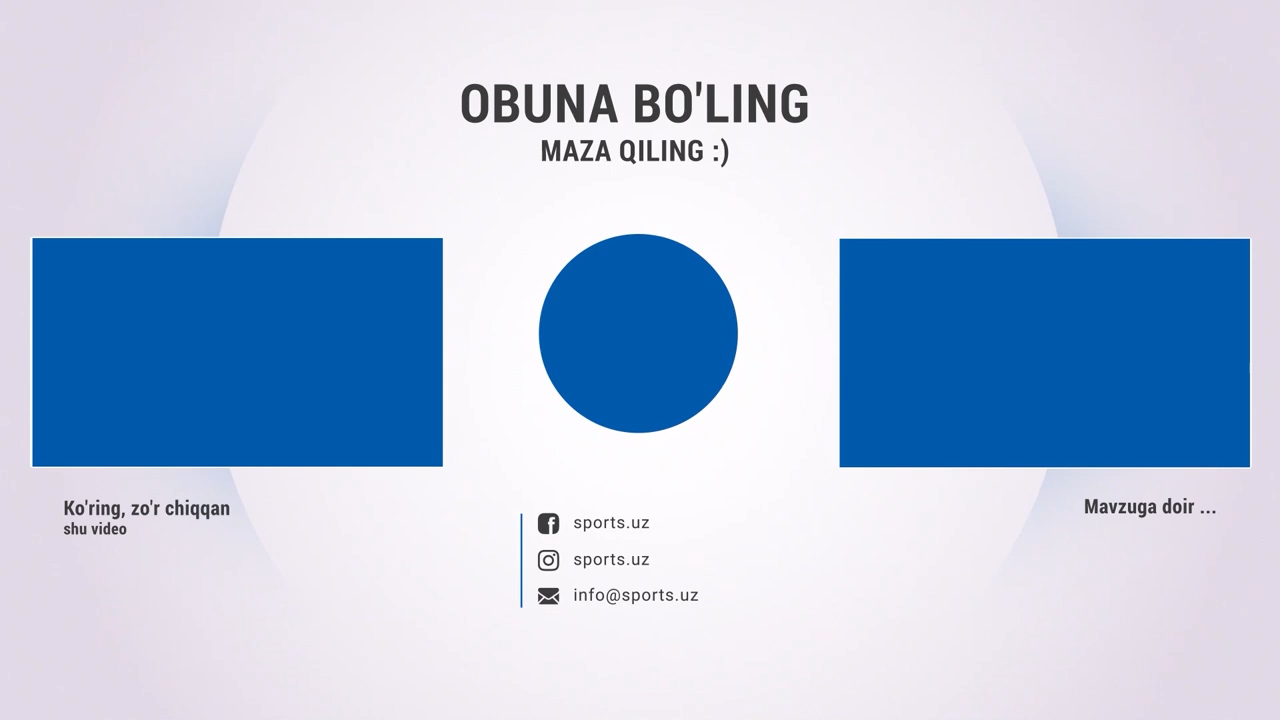 OBUNA BO'LING
MAZA QILING :)
Ko'ring, zo'r chiqqan
shu video
Mavzuga doir ...
sports.uz
sports.uz
info@sports.uz